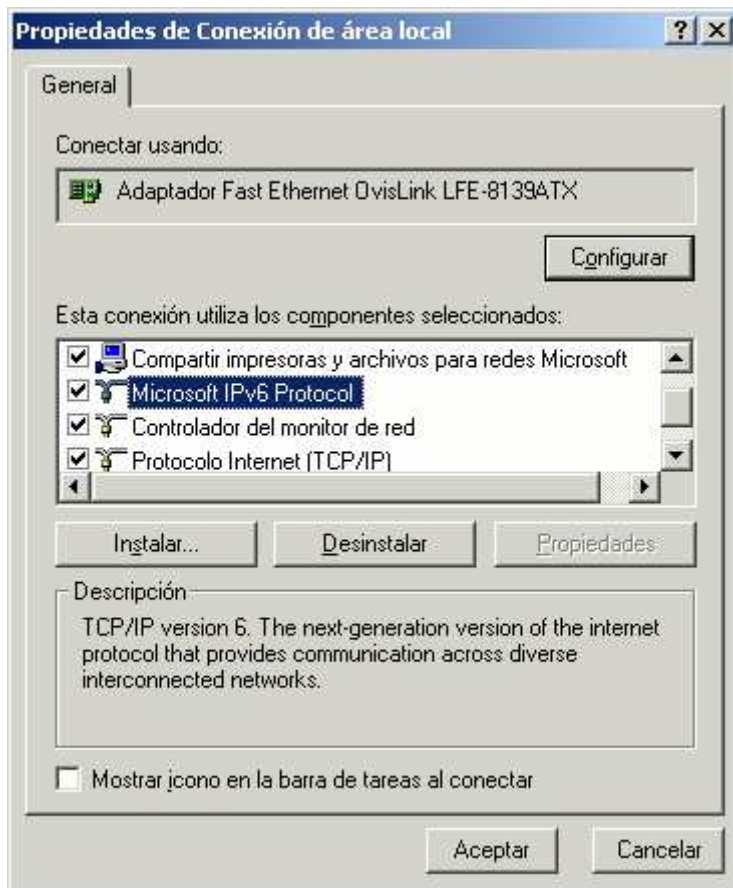 Propiedades de Conexión de área local
General
Conectar usando:
Adaptador Fast Ethernet OvisLink LFE-8139ATX
Configurar
Esta conexión utiliza los componentes seleccionados:
Compartir impresoras y archivos para redes Microsoft
Microsoft IPv6 Protocol
Controlador del monitor de red
Protocolo Internet (TCP/IP)
Instalar...
Desinstalar
Propiedades
Descripción
TCP/IP version 6. The next-generation version of the internet
protocol that provides communication across diverse
interconnected networks.
Mostrar icono en la barra de tareas al conectar
Aceptar
Cancelar